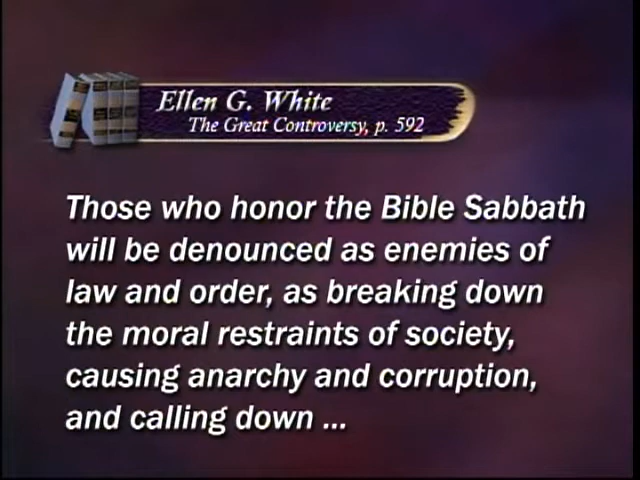 Ellen G. White
The Great Controversy, p. 592
Those who honor the Bible Sabbath
will be denounced as enemies of
law and order, as breaking down
the moral restraints of society,
causing anarchy and corruption,
and calling down ...